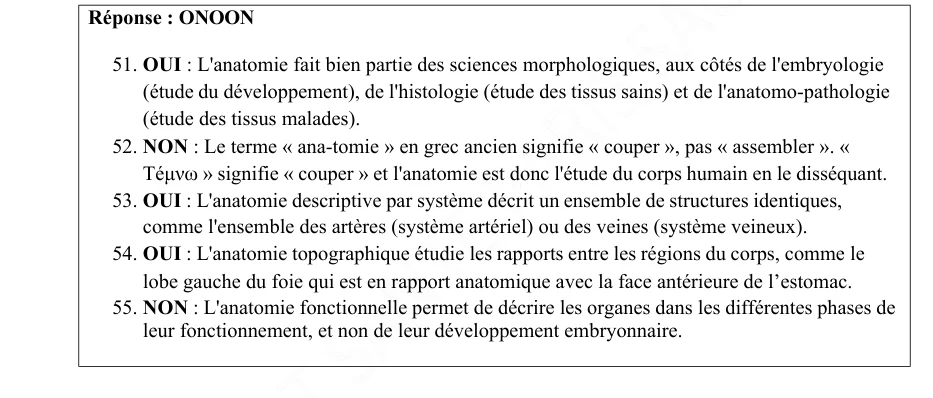 Réponse : ONOON
51. OUI : L'anatomie fait bien partie des sciences morphologiques, aux côtés de l'embryologie
(étude du développement), de l'histologie (étude des tissus sains) et de l'anatomo-pathologie
(étude des tissus malades).
52. NON : Le terme « ana-tomie » en grec ancien signifie « couper », pas « assembler ». «
Τέμνω » signifie « couper » et l'anatomie est donc l'étude du corps humain en le disséquant.
53. OUI : L'anatomie descriptive par système décrit un ensemble de structures identiques,
comme l'ensemble des artères (système artériel) ou des veines (système veineux).
54. OUI : L'anatomie topographique étudie les rapports entre les régions du corps, comme le
lobe gauche du foie qui est en rapport anatomique avec la face antérieure de l’estomac.
55. NON : L'anatomie fonctionnelle permet de décrire les organes dans les différentes phases de
leur fonctionnement, et non de leur développement embryonnaire.